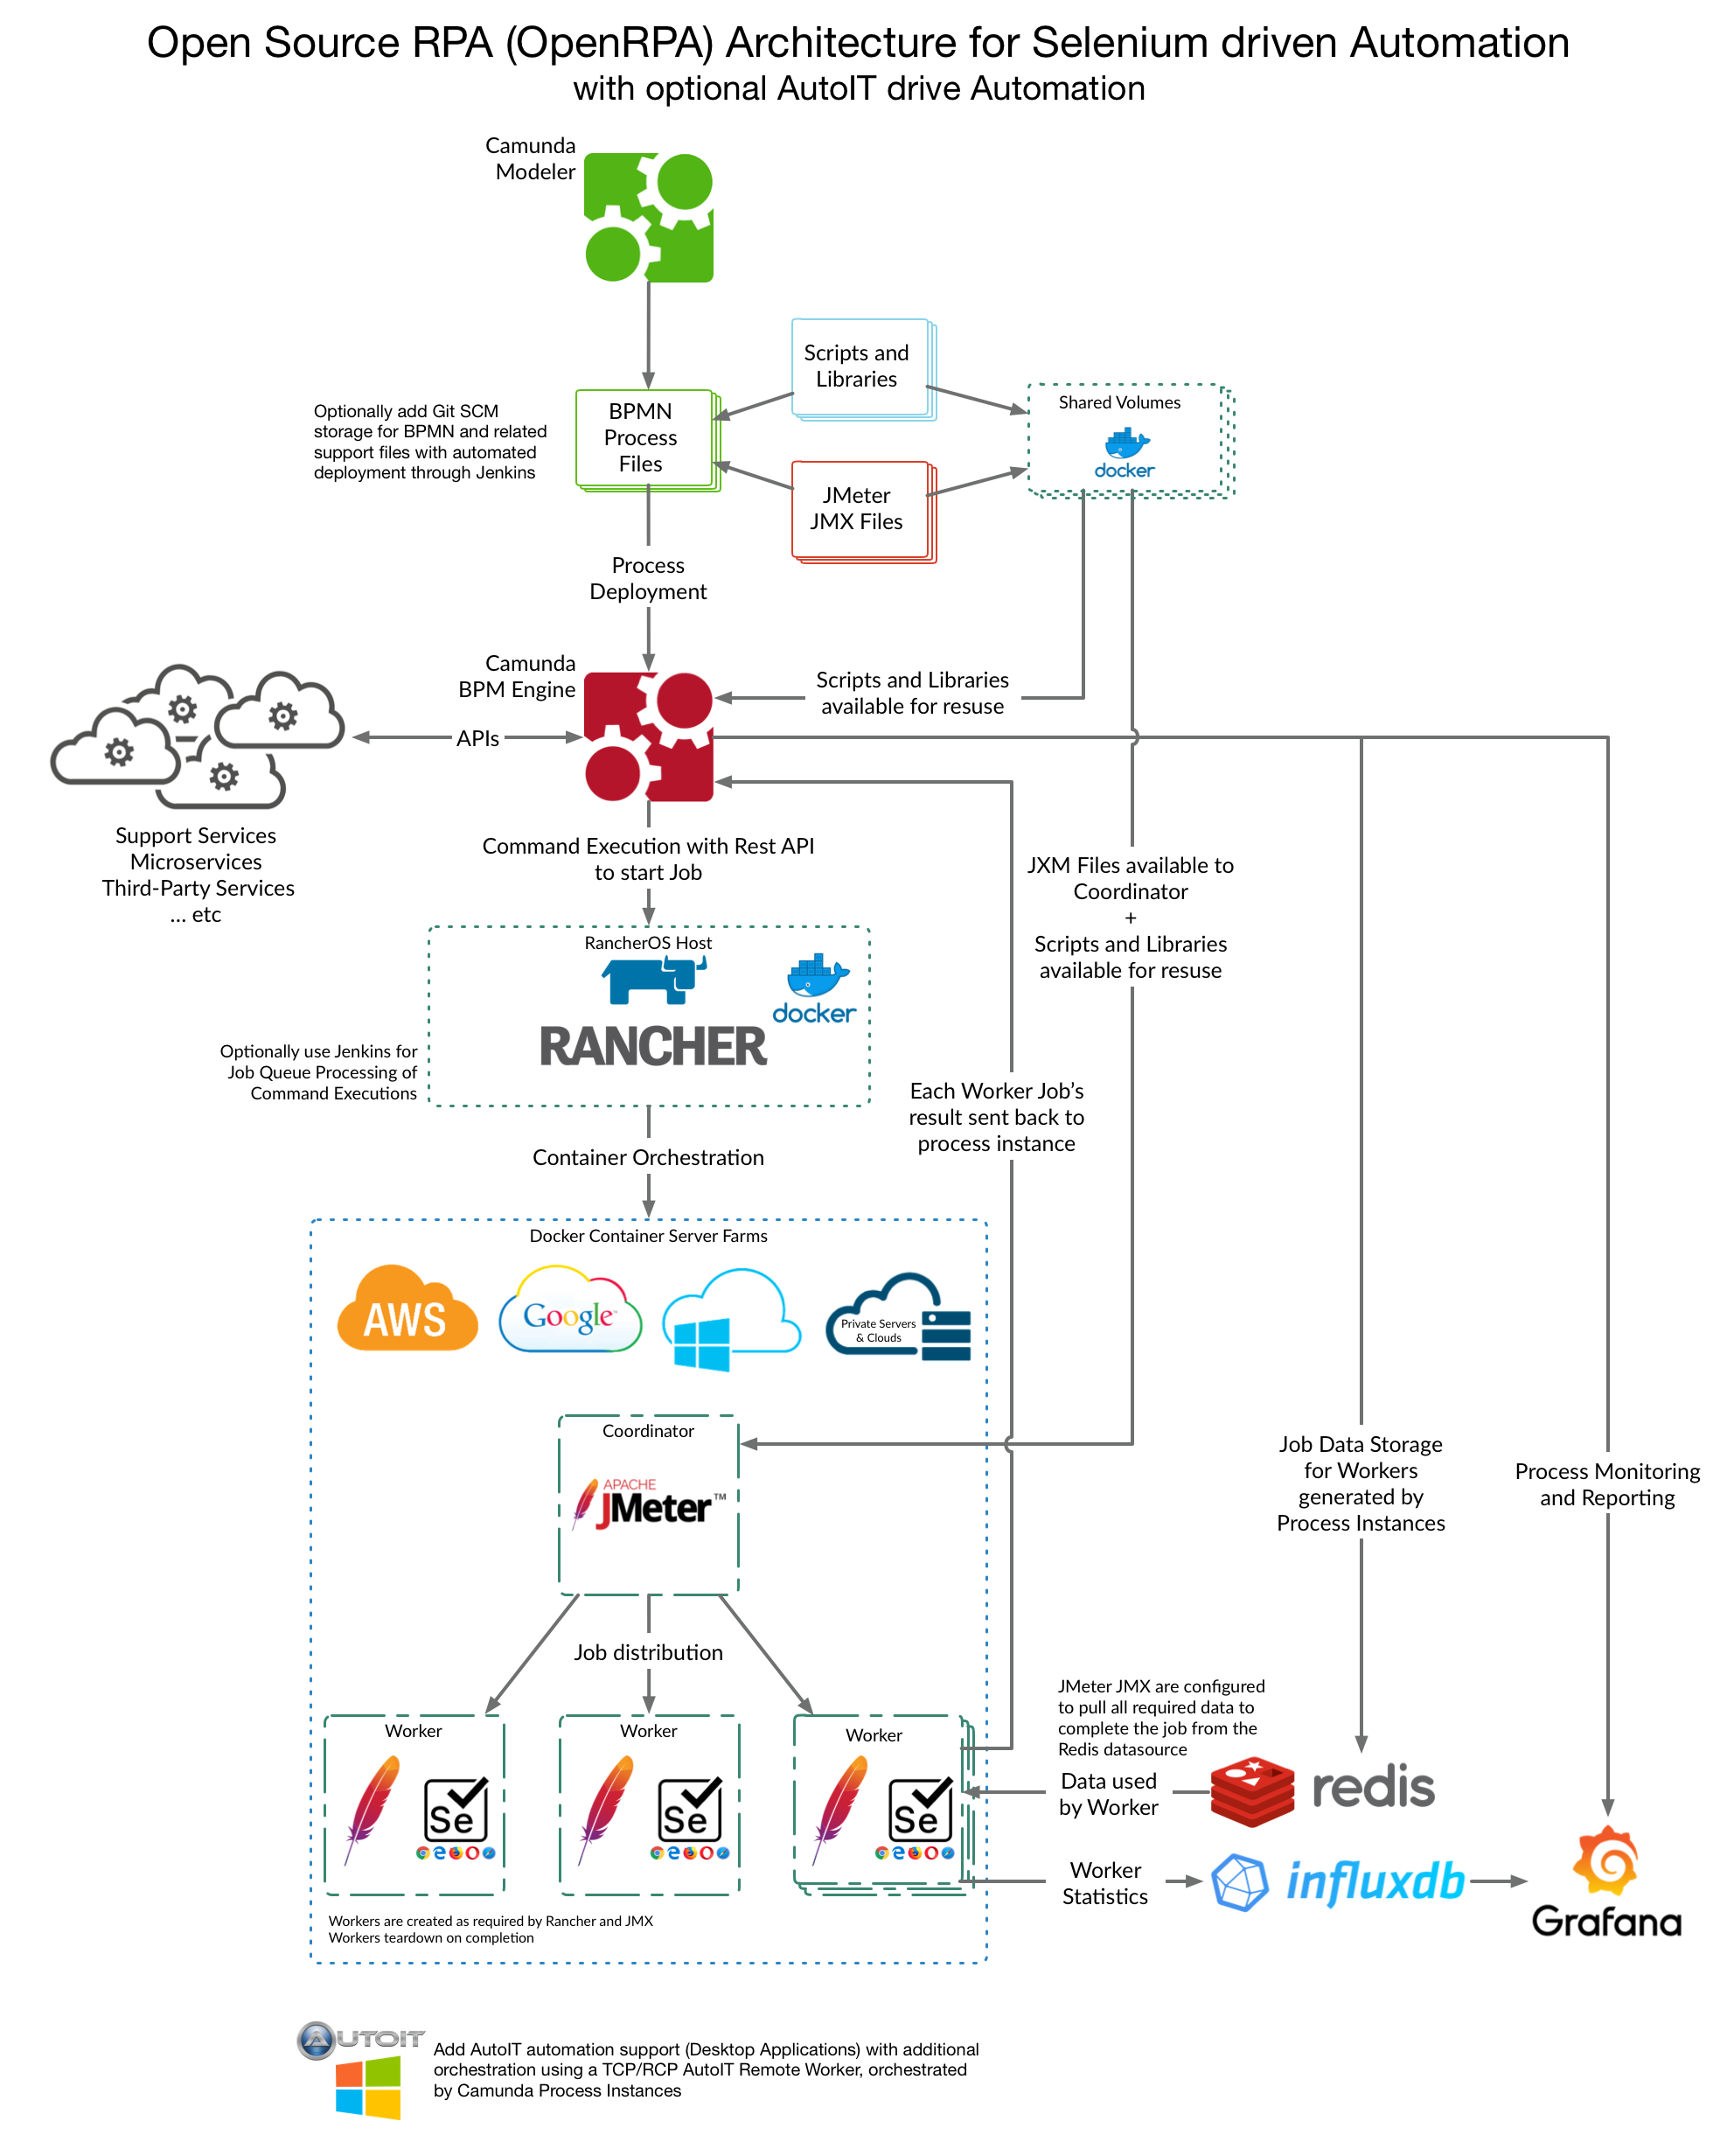 Open Source RPA (OpenRPA) Architecture for Selenium driven Automation
with optional AutoIT drive Automation
Camunda
Modeler
Scripts and
Libraries
Shared Volumes
docker
Optionally add Git SCM
storage for BPMN and related
support files with automated
deployment through Jenkins
BPMN
Process
Files
JMeter
JMX Files
Process
Deployment
Camunda
BPM Engine
Scripts and Libraries
available for resuse
APIs
Support Services
Microservices
Third-Party Services
... etc
Command Execution with Rest API
to start Job
JXM Files available to
Coordinator
+
Scripts and Libraries
available for resuse
RancherOS Host
docker
RANCHER
Optionally use Jenkins for
Job Queue Processing of
Command Executions
Each Worker Job's
result sent back to
process instance
Container Orchestration
Docker Container Server Farms
AWS
Google™
Private Servers
& Clouds
Coordinator
APACHE
JMeter™
Job Data Storage
for Workers
generated by
Process Instances
Process Monitoring
and Reporting
Job distribution
Worker
Se
Worker
Se
Worker
Se
JMeter JMX are configured
to pull all required data to
complete the job from the
Redis datasource
Data used
by Worker
redis
Worker
Statistics
influxdb
Grafana
Workers are created as required by Rancher and JMX
Workers teardown on completion
AUTOIT
Add AutoIT automation support (Desktop Applications) with additional
orchestration using a TCP/RCP AutoIT Remote Worker, orchestrated
by Camunda Process Instances